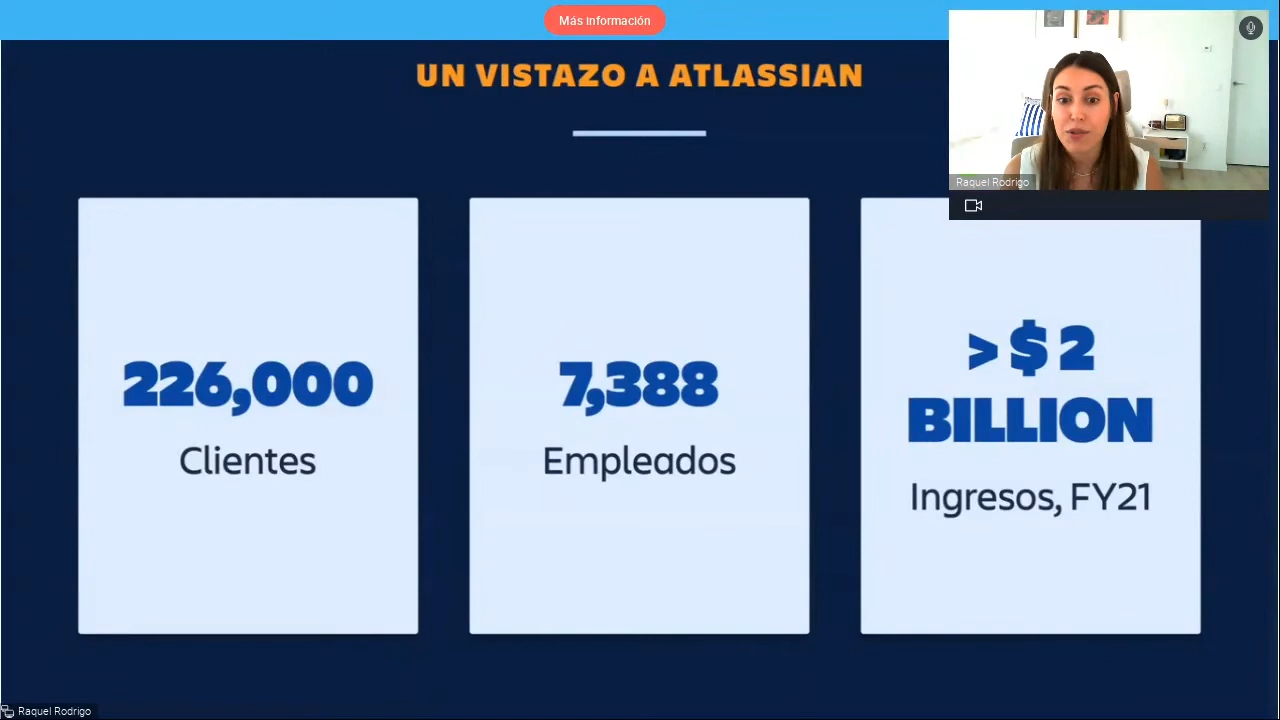 Más información
UN VISTAZO A ATLASSIAN
Raquel Rodrigo
226,000
Clientes
7,388
Empleados
> $ 2
BILLION
Ingresos, FY21
Raquel Rodrigo